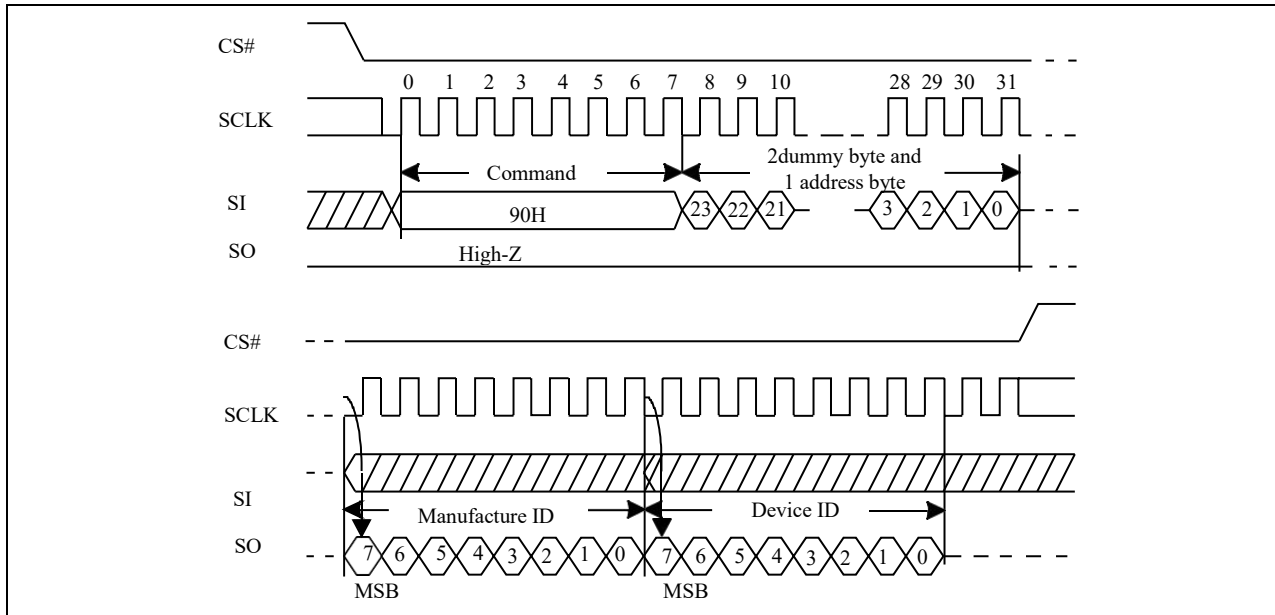 CS#
0 1 2 3 4 5 6 7 8 9 10 28 29 30 31
SCLK
2dummy byte and
Command
1 address byte
SI
90H
23 22 21 3 2 1 0
SO
High-Z
CS#
SCLK
SI
Manufacture ID
Device ID
SO
7 6 5 4 3 2 1 0 7 6 5 4 3 2 1 0
MSB
MSB